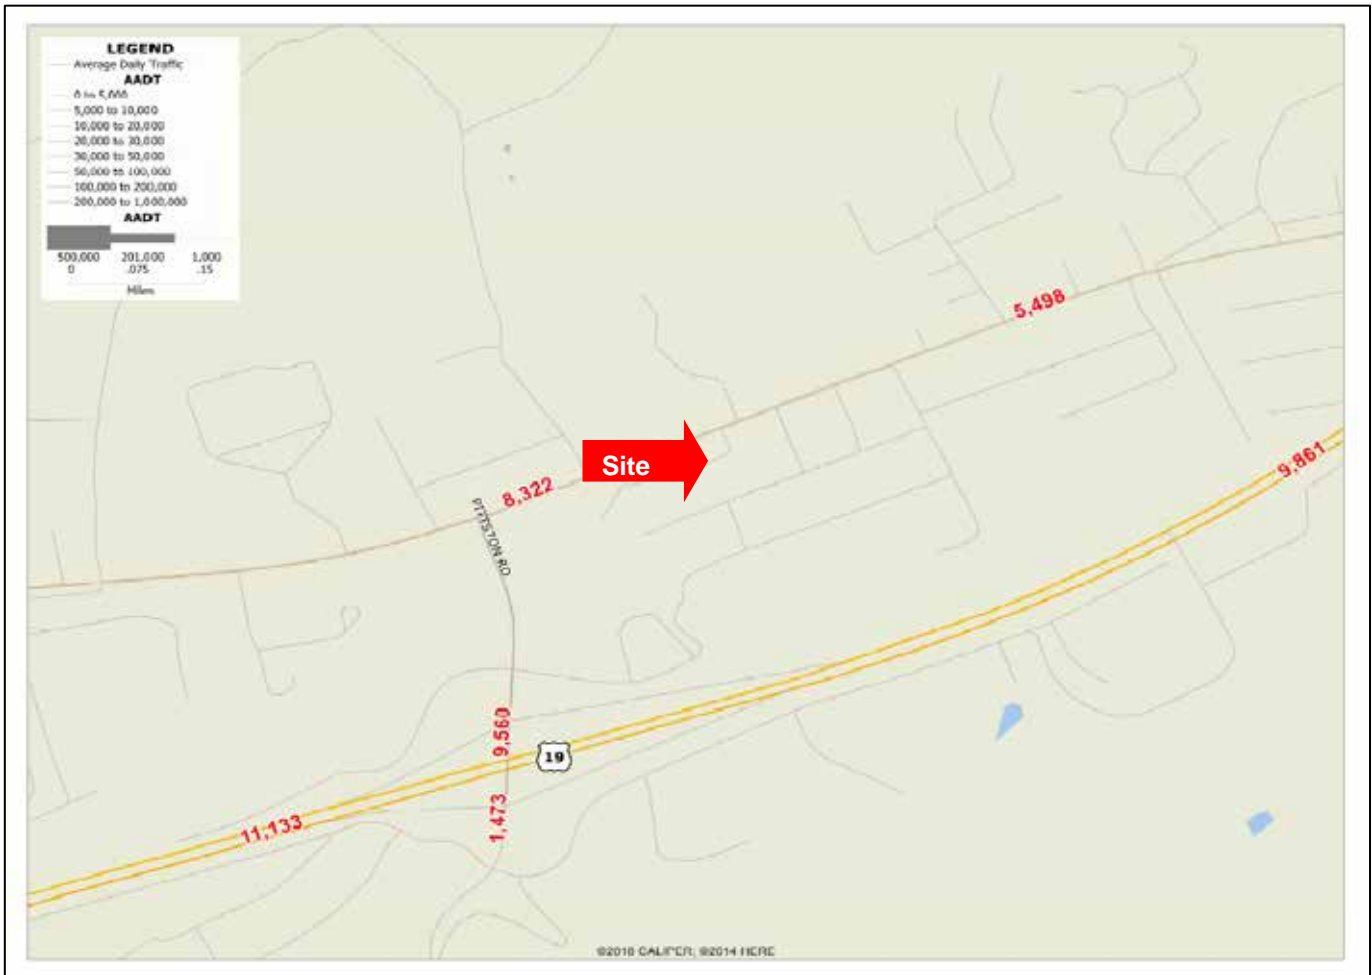 LEGEND
Average Daily Traffic
AADT
0 to 5,000
5,000 to 10,000
10,000 to 20,000
20,000 to 30,000
30,000 to 50,000
50,000 to 100,000
100,000 to 200,000
200,000 to 1,000,000
AADT
500,000 201,000 1,000
0 .075 .15
Miles
5,498
Site
9,861
8,322
PITTSTON RD
9,560
19
1,473
11,133
©2010 CALIPER; ©2014 HERE